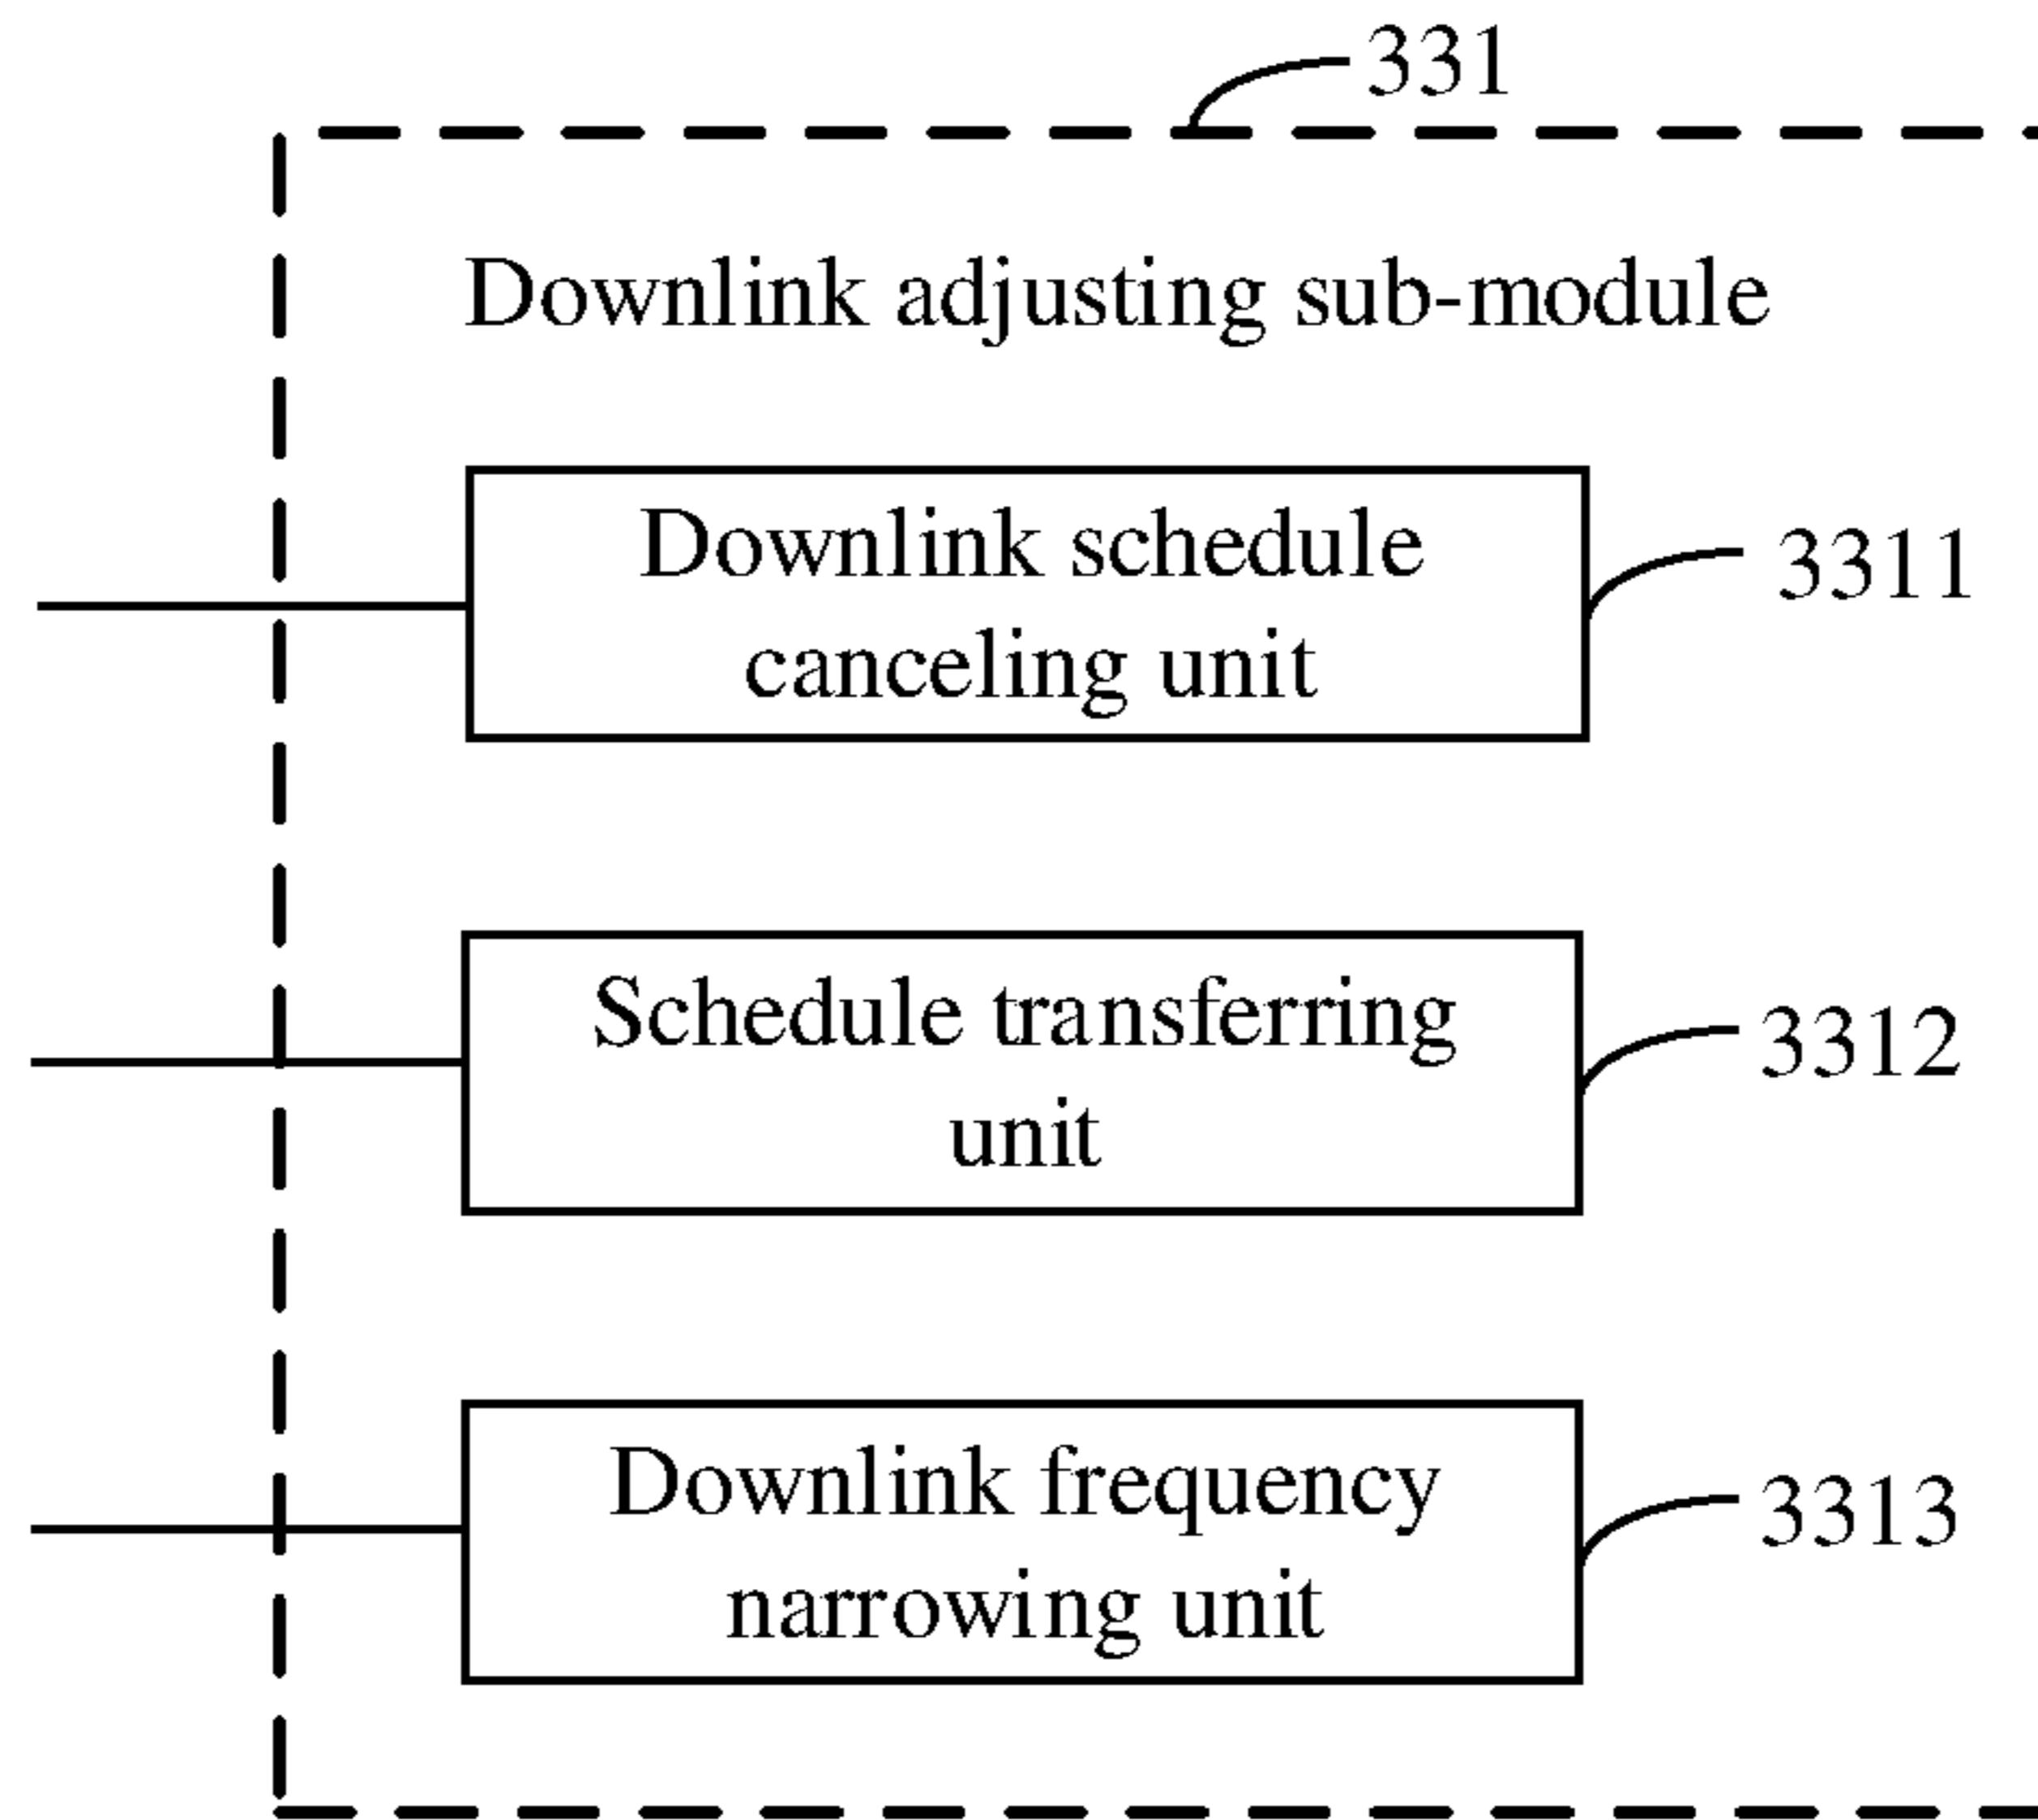 331
Downlink adjusting sub-module
Downlink schedule
canceling unit
3311
Schedule transferring
unit
3312
Downlink frequency
narrowing unit
3313